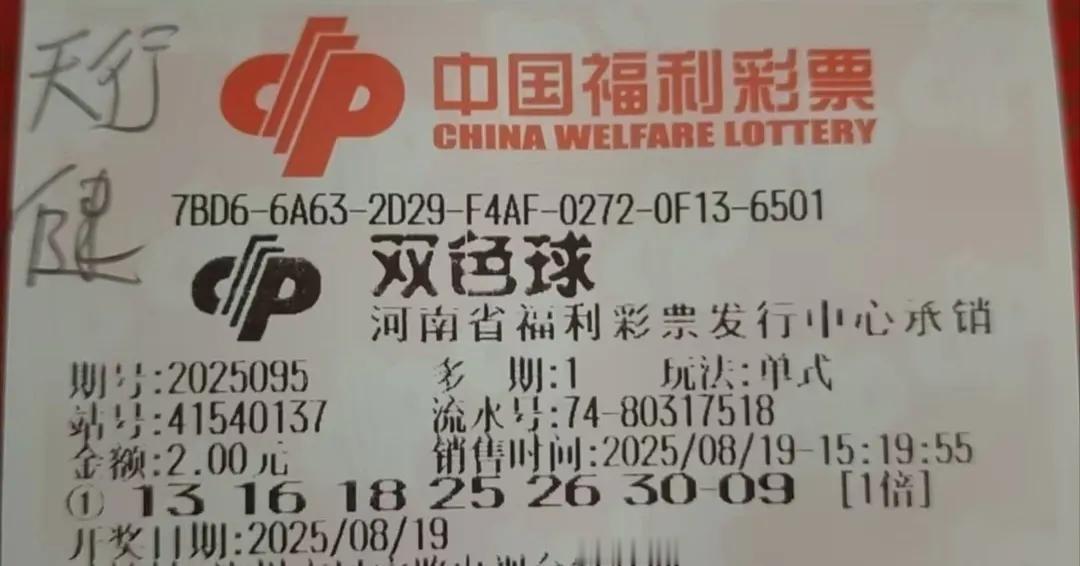 天行
健
中国福利彩票
CHINA WELFARE LOTTERY
7BD6-6A63-2D29-F4AF-0272-0F13-6501
双色球
河南省福利彩票发行中心承销
期号:2025095 多 期:1 玩法:单式
站号:41540137 流水号:74-80317518
金额:2.00元 销售时间:2025/08/19-15:19:55
① 13 16 18 25 26 30-09 [1倍]
开奖日期:2025/08/19